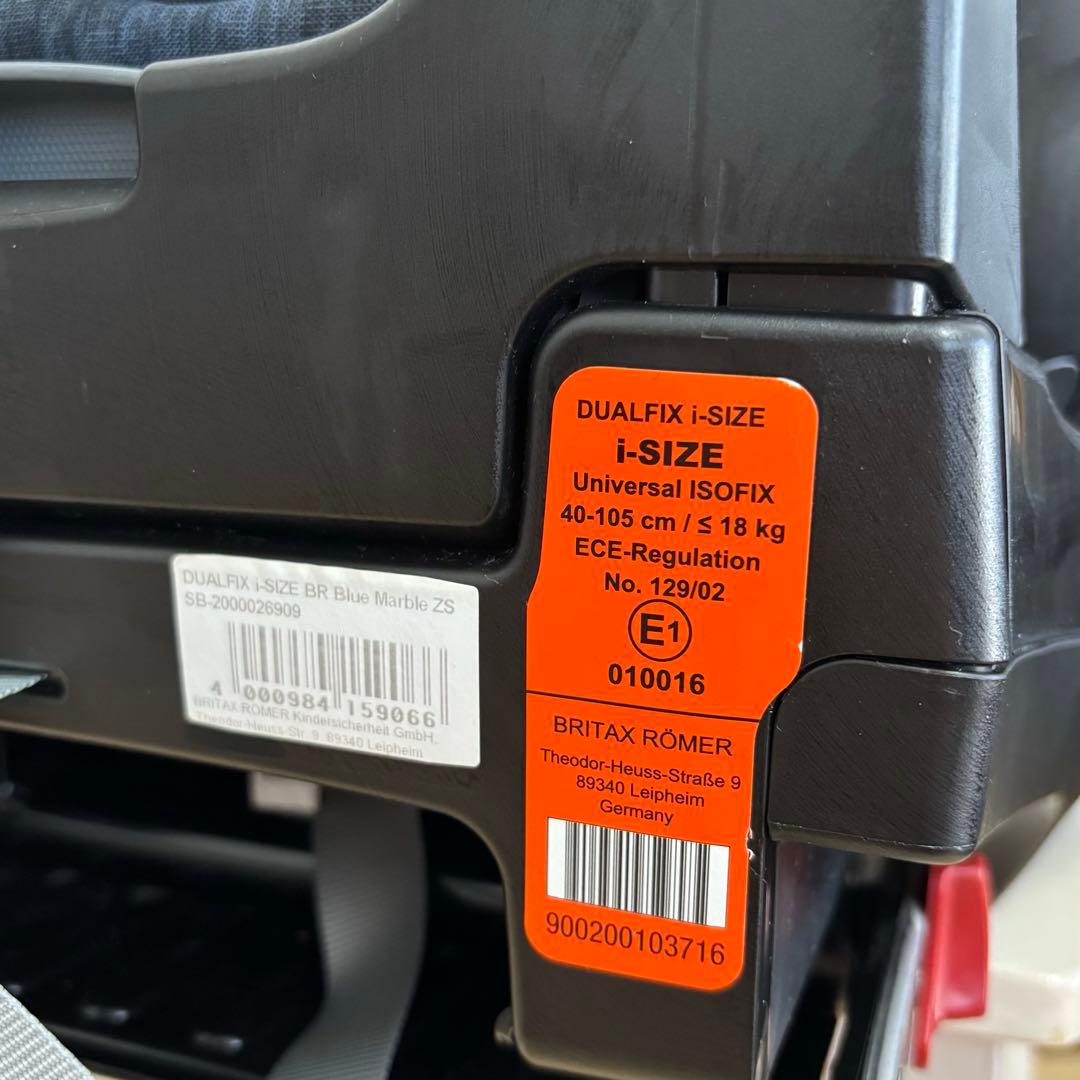 DUALFIX i-SIZE
i-SIZE
Universal ISOFIX
40-105 cm / ≤ 18 kg
ECE-Regulation
No. 129/02
E1
010016
BRITAX RÖMER
Theodor-Heuss-Straße 9
89340 Leipheim
Germany
900200103716
DUALFIX i-SIZE BR Blue Marble ZS
SB-2000026909
4 000984 159066
BRITAX RÖMER Kindersicherheit GmbH,
Theodor-Heuss-Str. 9, 89340 Leipheim